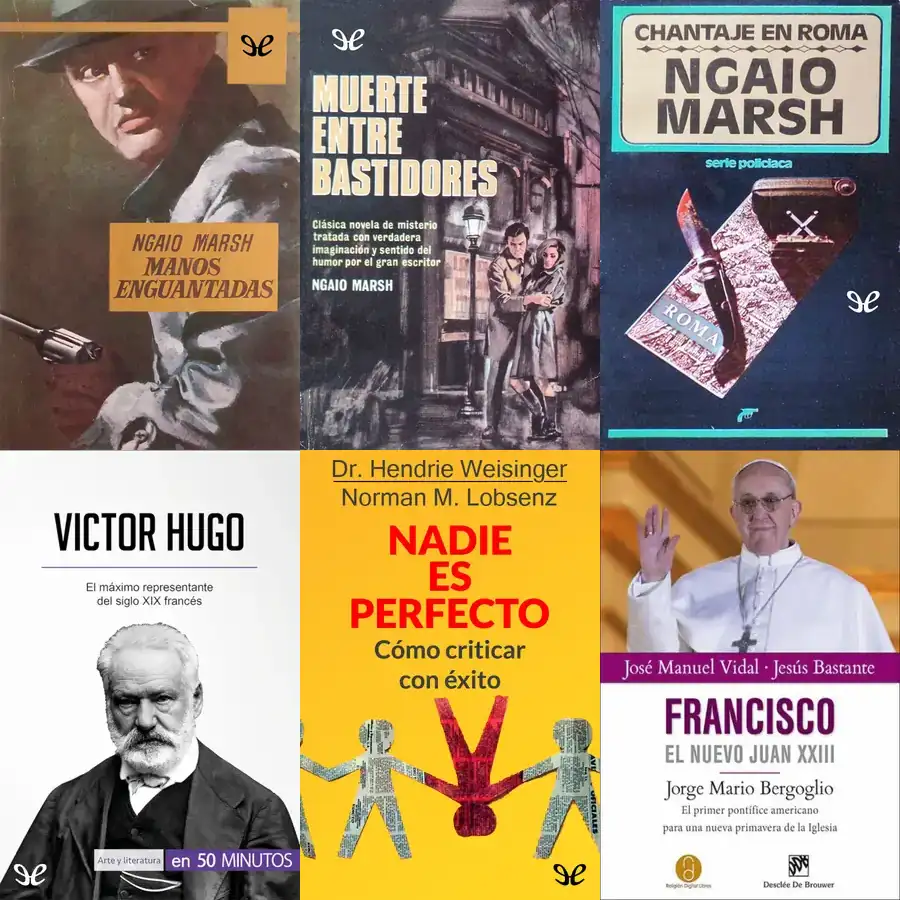 NGAIO MARSH
MANOS
ENGUANTADAS
MUERTE
ENTRE
BASTIDORES
Clásica novela de misterio
tratada con verdadera
imaginación y sentido del
humor por el gran escritor
NGAIO MARSH
CHANTAJE EN ROMA
NGAIO
MARSH
serie policiaca
ROMA
VICTOR HUGO
El máximo representante
del siglo XIX francés
Arte y literatura en 50 MINUTOS
Dr. Hendrie Weisinger
Norman M. Lobsenz
NADIE
ES
PERFECTO
Cómo criticar
con éxito
José Manuel Vidal · Jesús Bastante
FRANCISCO
EL NUEVO JUAN XXIII
Jorge Mario Bergoglio
El primer pontífice americano
para una nueva primavera de la Iglesia
Religión Digital Libros
Desclée De Brouwer